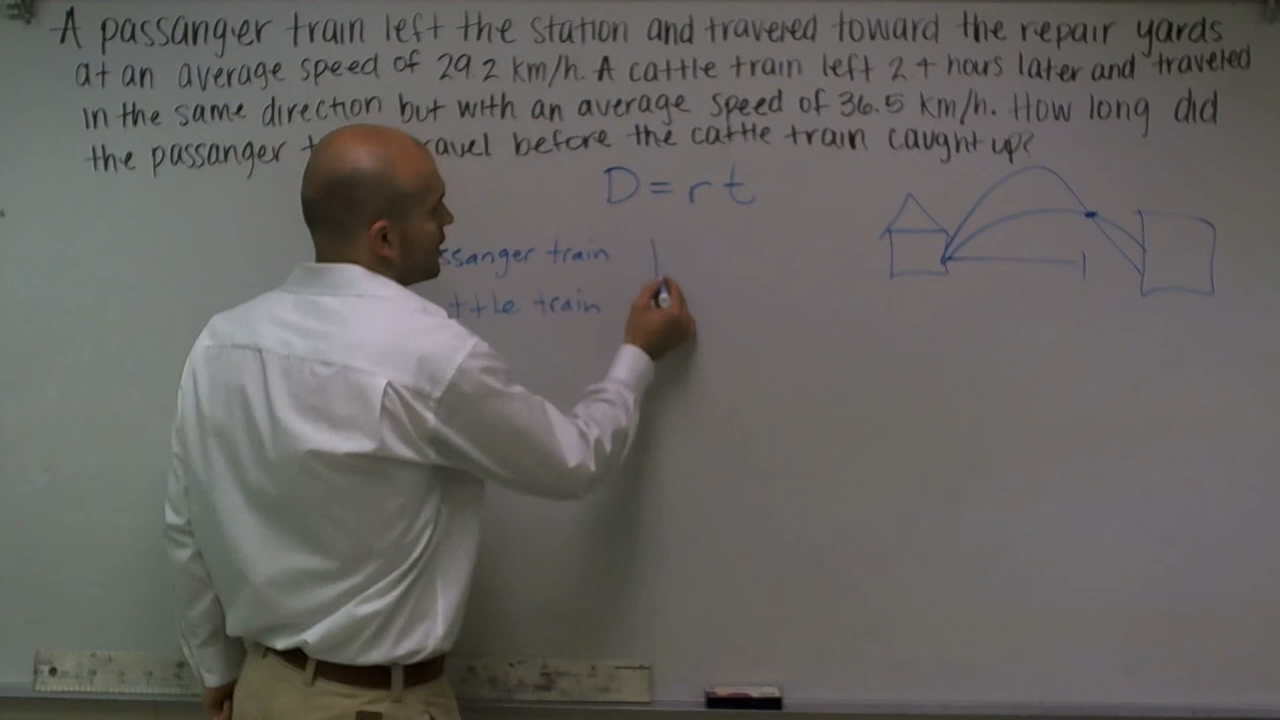 A passanger train left the station and travered toward the repair yards
at an average speed of 29.2 km/h. A cattle train left 2.4 hours later and traveled
in the same direction but with an average speed of 36.5 km/h. How long did
the passanger t ravel before the cattle train caught up?
D = r t
ssanger train
ttle train